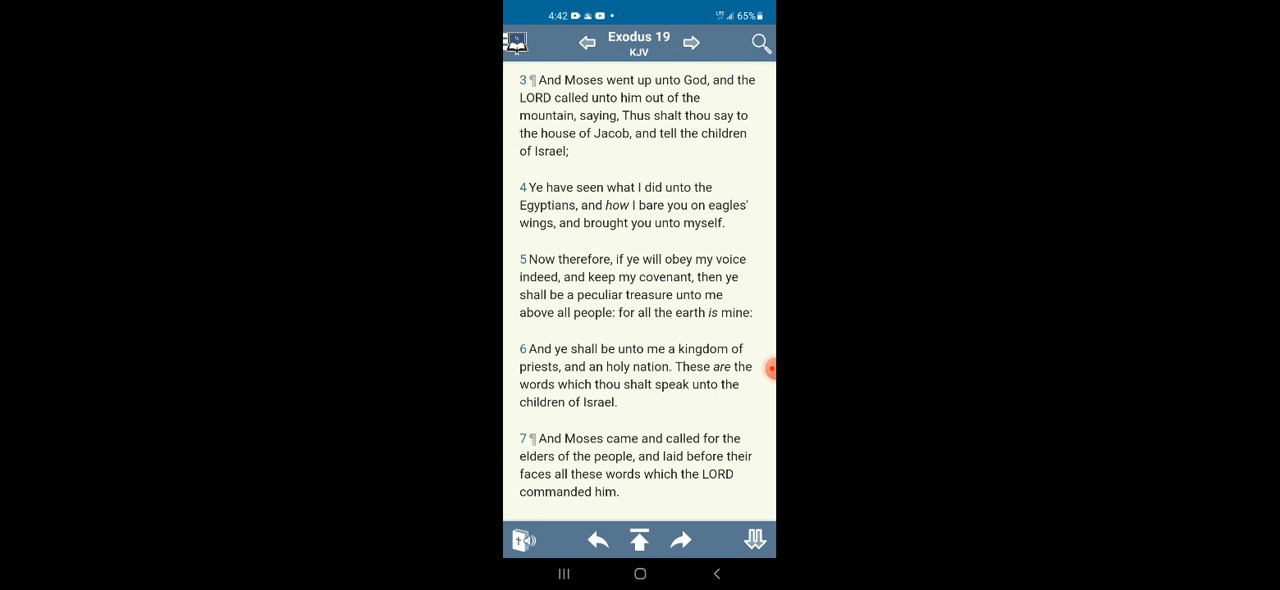 4:42
LTE 65%
Exodus 19
KJV
3 ¶ And Moses went up unto God, and the
LORD called unto him out of the
mountain, saying, Thus shalt thou say to
the house of Jacob, and tell the children
of Israel;
4 Ye have seen what I did unto the
Egyptians, and how I bare you on eagles'
wings, and brought you unto myself.
5 Now therefore, if ye will obey my voice
indeed, and keep my covenant, then ye
shall be a peculiar treasure unto me
above all people: for all the earth is mine:
6 And ye shall be unto me a kingdom of
priests, and an holy nation. These are the
words which thou shalt speak unto the
children of Israel.
7 ¶ And Moses came and called for the
elders of the people, and laid before their
faces all these words which the LORD
commanded him.